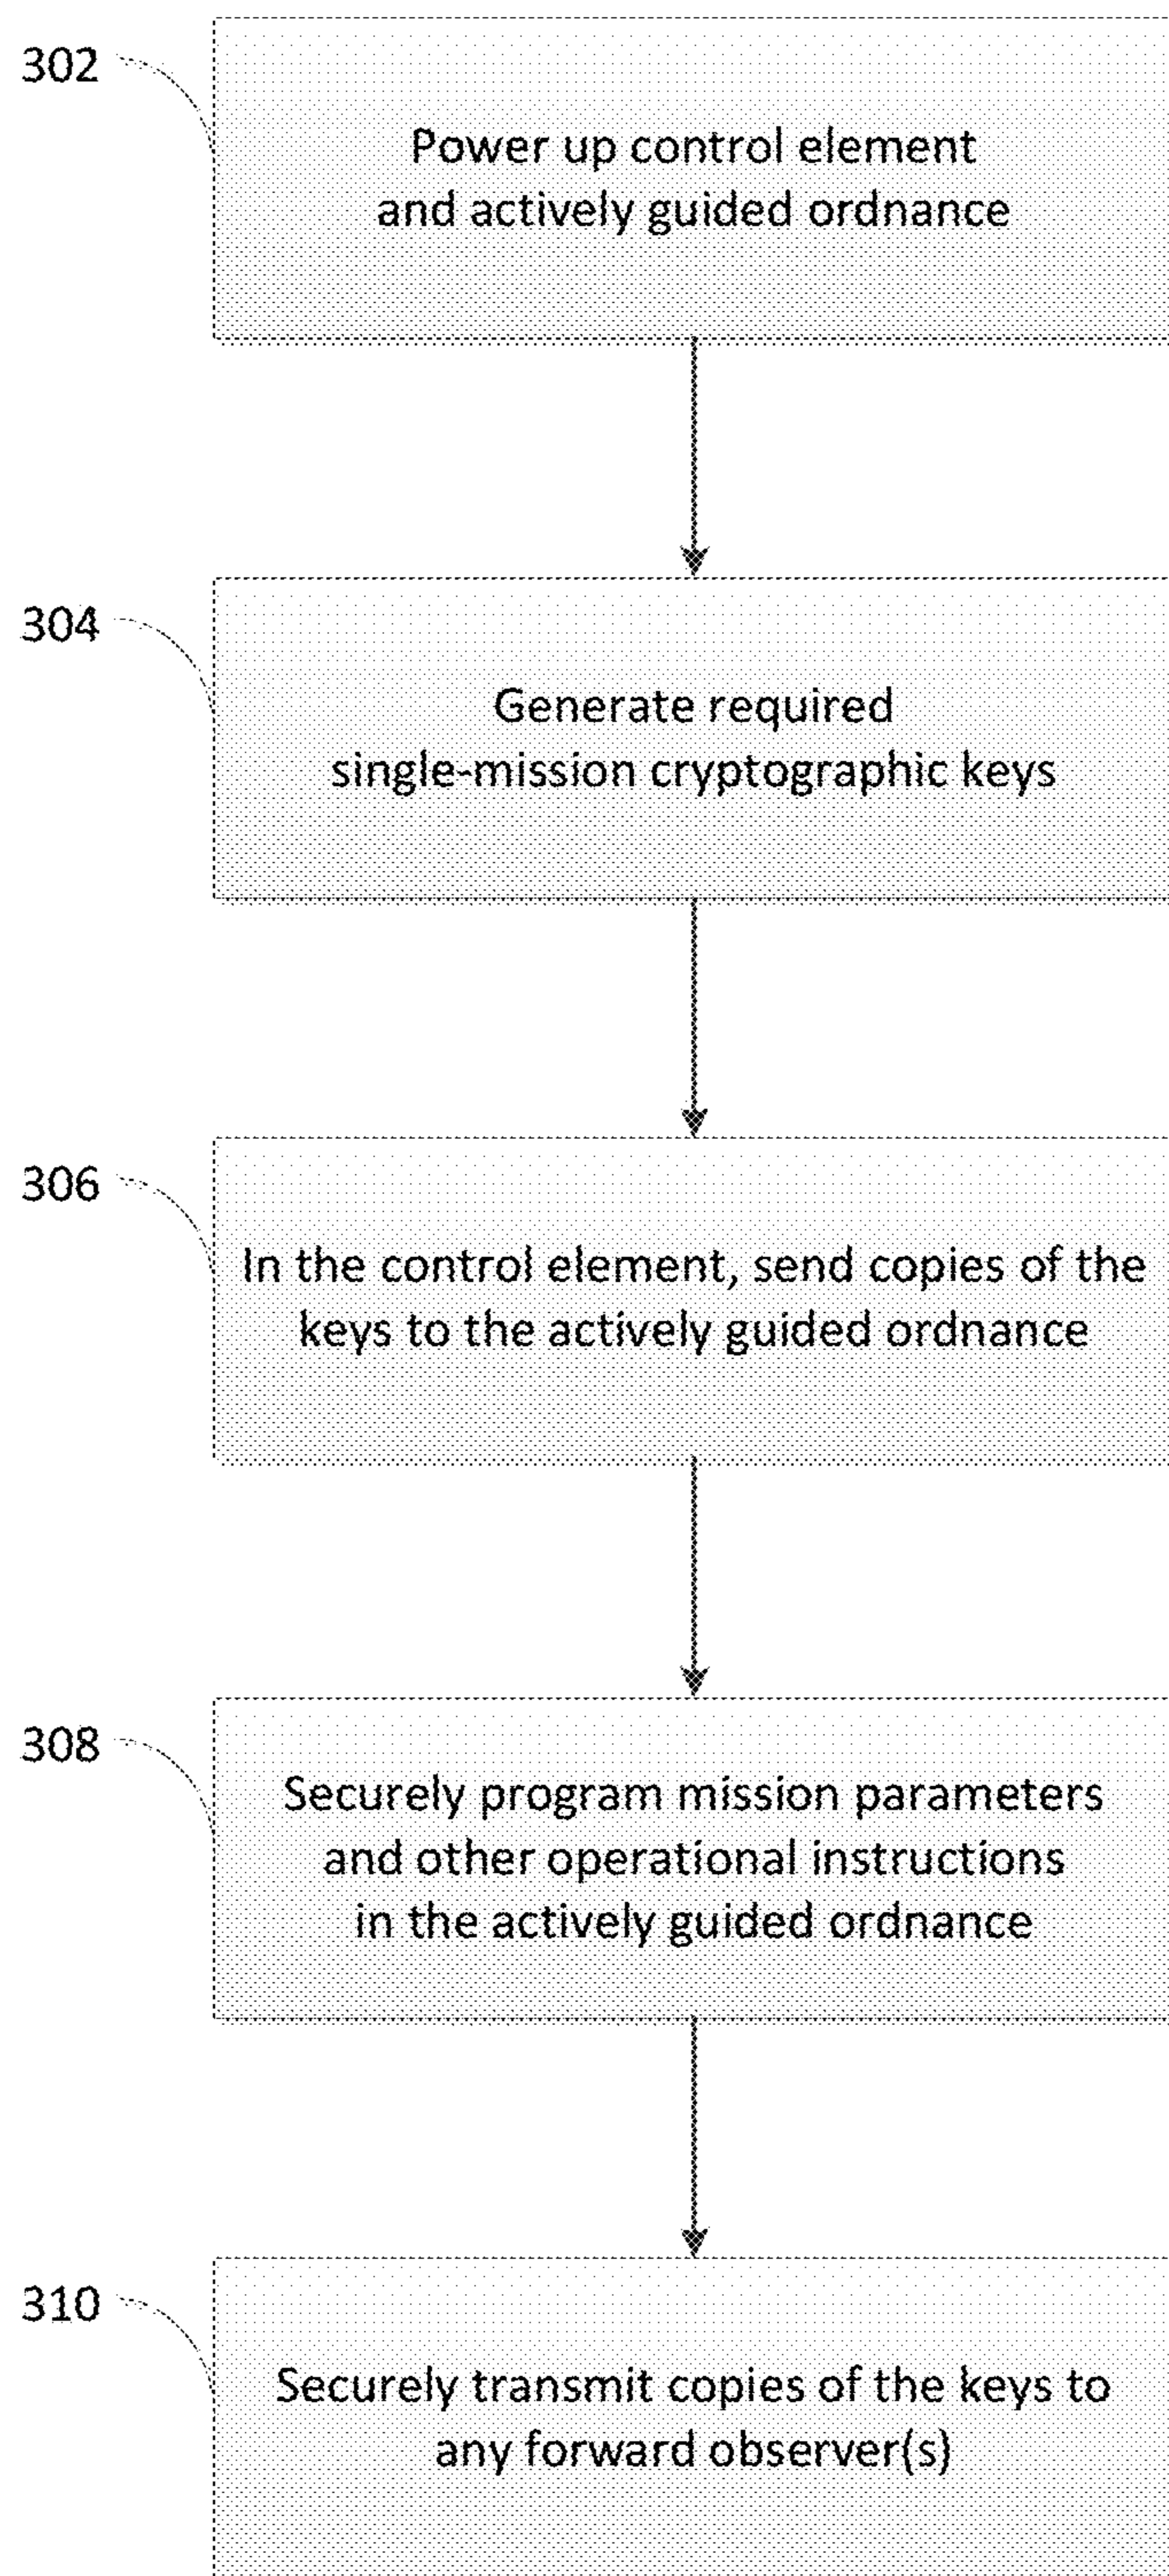 302
Power up control element
and actively guided ordnance
304
Generate required
single-mission cryptographic keys
306
In the control element, send copies of the
keys to the actively guided ordnance
308
Securely program mission parameters
and other operational instructions
in the actively guided ordnance
310
Securely transmit copies of the keys to
any forward observer(s)